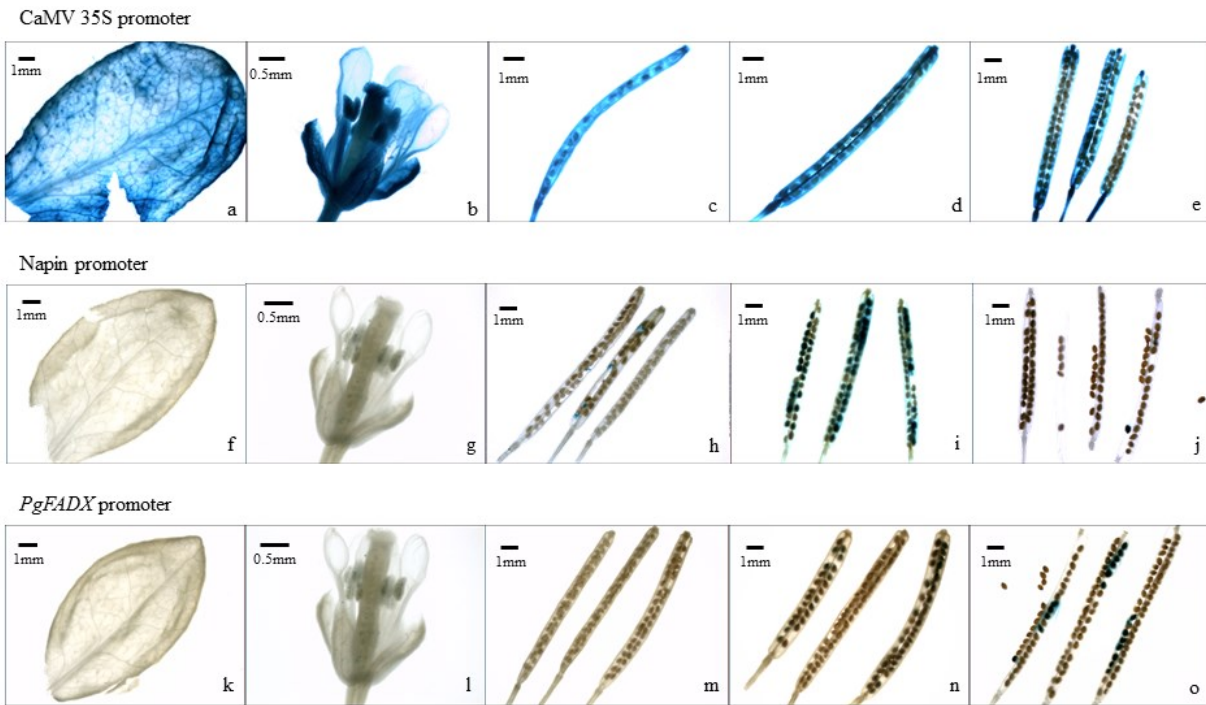 CaMV 35S promoter
1mm 0.5mm 1mm 1mm 1mm
a b c d e
Napin promoter
1mm 0.5mm 1mm 1mm 1mm
f g h i j
PgFADX promoter
1mm 0.5mm 1mm 1mm 1mm
k l m n o